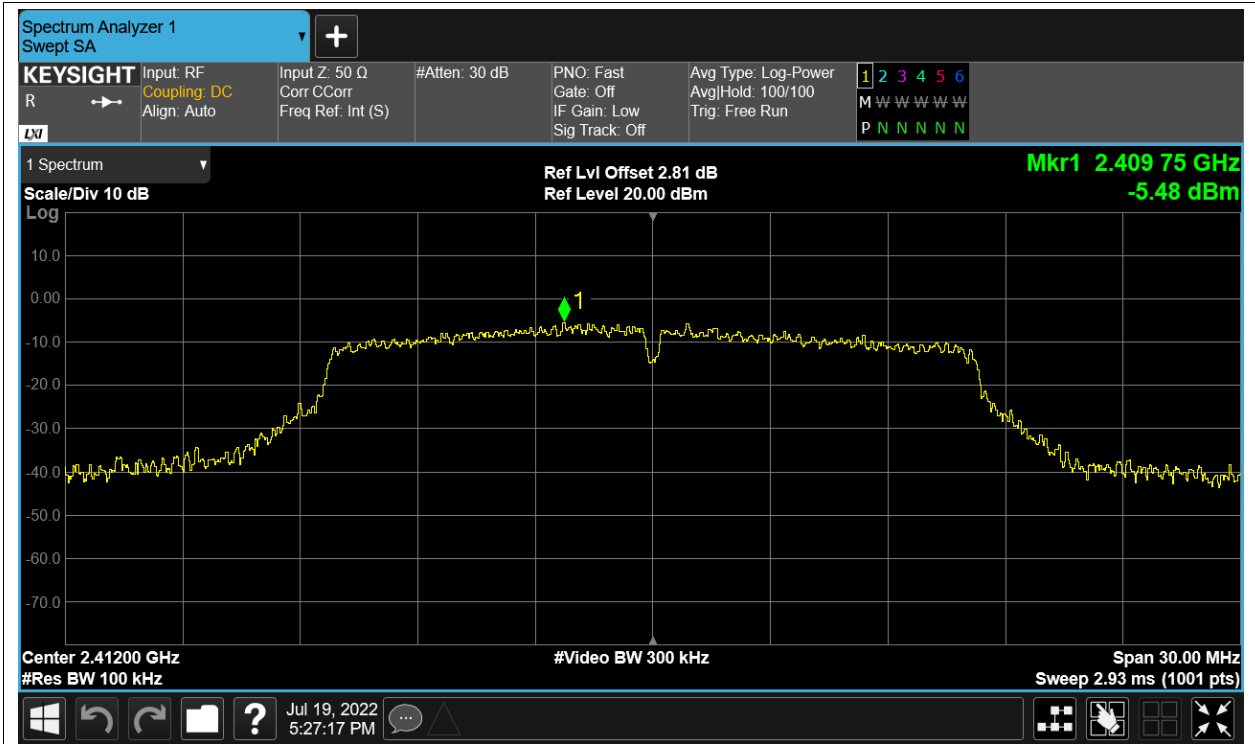 Spectrum Analyzer 1
Swept SA
KEYSIGHT
R
LXI
Input: RF
Coupling: DC
Align: Auto
Input Z: 50 Ω
Corr CCorr
Freq Ref: Int (S)
#Atten: 30 dB
PNO: Fast
Gate: Off
IF Gain: Low
Sig Track: Off
Avg Type: Log-Power
Avg|Hold: 100/100
Trig: Free Run
1 2 3 4 5 6
M W W W W W
P N N N N N
1 Spectrum
Scale/Div 10 dB
Ref Lvl Offset 2.81 dB
Ref Level 20.00 dBm
Mkr1 2.409 75 GHz
-5.48 dBm
Log
10.0
0.00
-10.0
-20.0
-30.0
-40.0
-50.0
-60.0
-70.0
1
Center 2.41200 GHz
#Res BW 100 kHz
#Video BW 300 kHz
Span 30.00 MHz
Sweep 2.93 ms (1001 pts)
?
Jul 19, 2022
5:27:17 PM